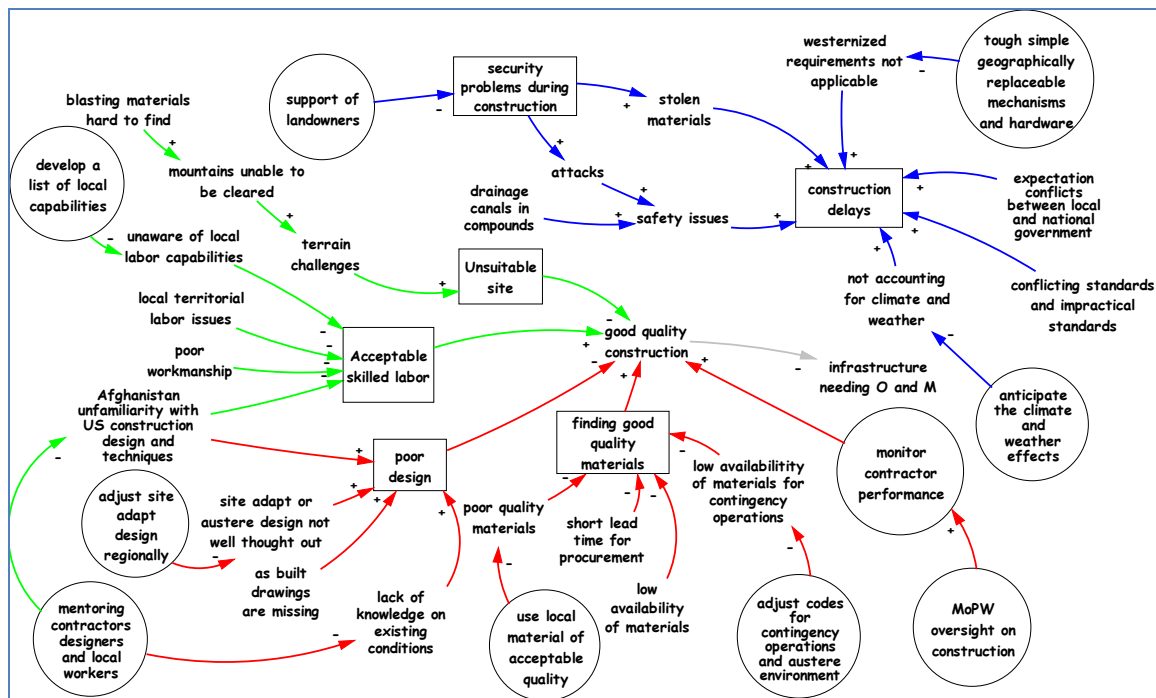 westernized
requirements not
applicable
tough simple
geographically
replaceable
mechanisms
and hardware
security
problems during
construction
support of
landowners
stolen
materials
blasting materials
hard to find
develop a
list of local
capabilities
mountains unable to
be cleared
attacks
construction
delays
expectation
conflicts
between local
and national
government
drainage
canals in
compounds
safety issues
unaware of local
labor capabilities
terrain
challenges
Unsuitable
site
not accounting
for climate and
weather
conflicting standards
and impractical
standards
local territorial
labor issues
poor
workmanship
Acceptable
skilled labor
good quality
construction
infrastructure
needing O and M
Afghanistan
unfamiliarity with
US construction
design and
techniques
anticipate
the climate
and
weather
effects
finding good
quality
materials
poor
design
low availabilitity
of materials for
contingency
operations
monitor
contractor
performance
adjust site
adapt
design
regionally
site adapt or
austere design not
well thought out
poor quality
materials
short lead
time for
procurement
as built
drawings
are missing
lack of
knowledge on
existing
conditions
low
availability
of materials
mentoring
contractors
designers
and local
workers
use local
material of
acceptable
quality
adjust codes
for
contingency
operations
and austere
environment
MoPW
oversight on
construction